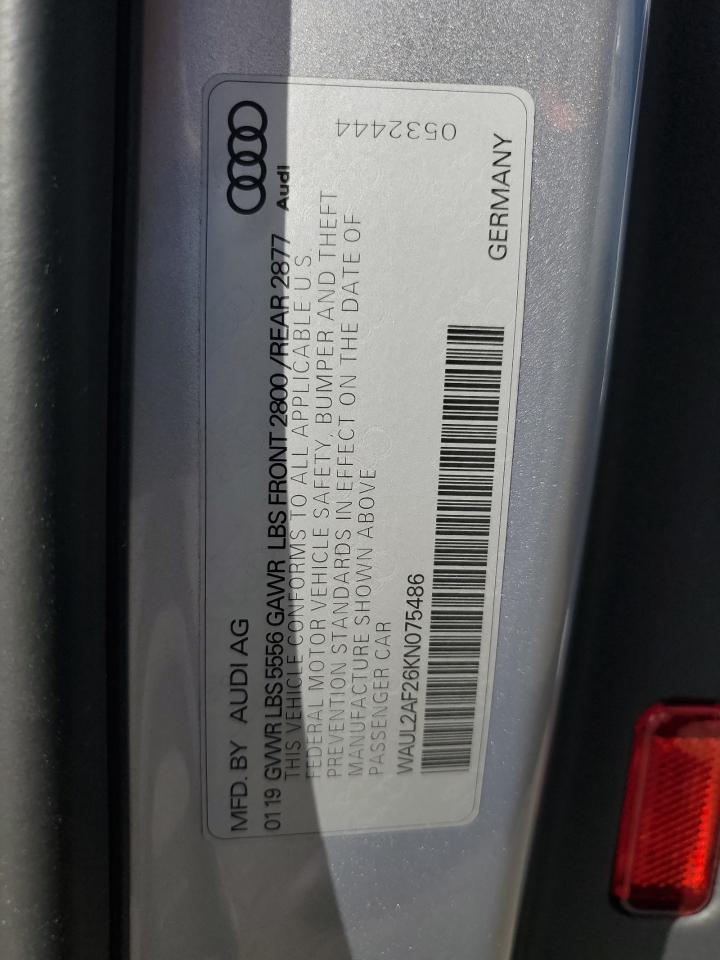 MFD. BY AUDI AG
01 19 GVWR LBS 5556 GAWR LBS FRONT 2800 /REAR 2877
Audi
THIS VEHICLE CONFORMS TO ALL APPLICABLE U.S.
FEDERAL MOTOR VEHICLE SAFETY, BUMPER AND THEFT
PREVENTION STANDARDS IN EFFECT ON THE DATE OF
MANUFACTURE SHOWN ABOVE
PASSENGER CAR
0532444
WAUL2AF26KN075486
GERMANY